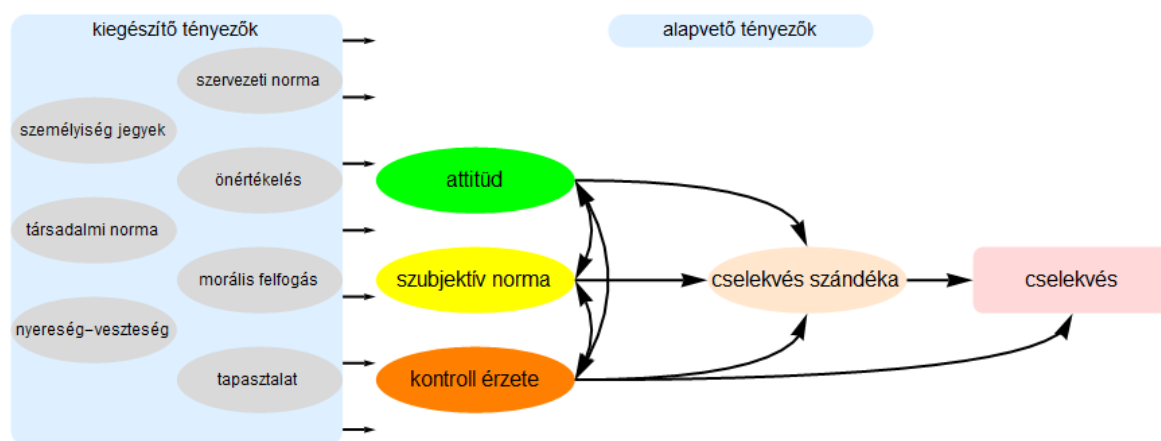 kiegészítő tényezők
alapvető tényezők
szervezeti norma
személyiség jegyek
önértékelés
attitűd
társadalmi norma
morális felfogás
szubjektív norma
cselekvés szándéka
cselekvés
nyereség–veszteség
tapasztalat
kontroll érzete